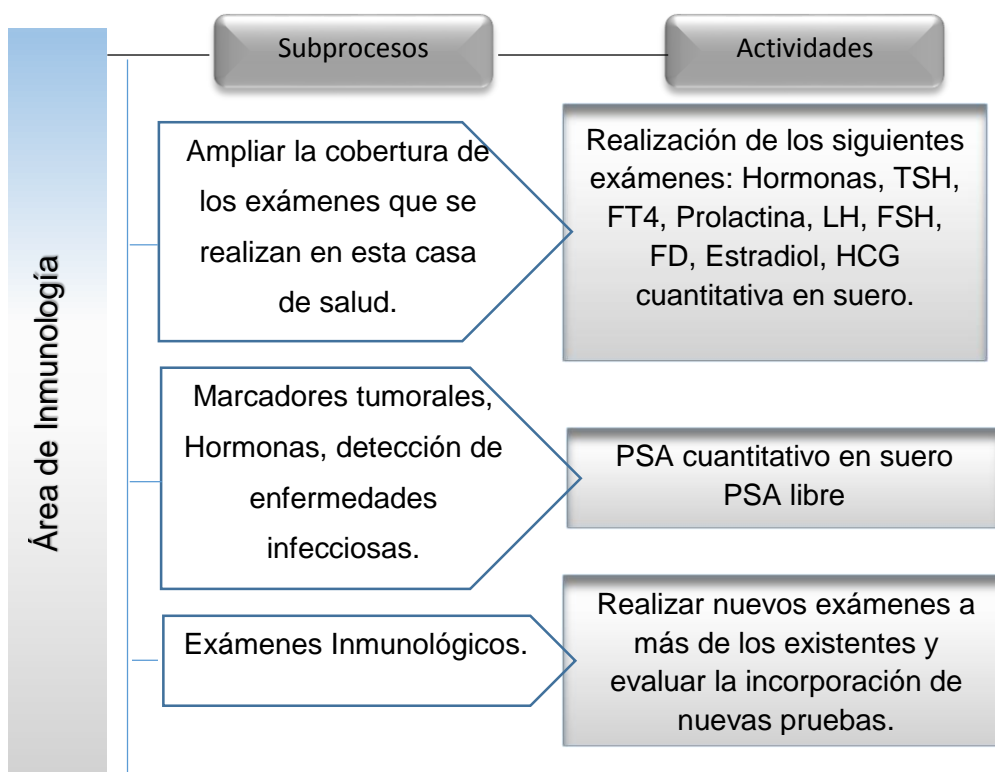 Subprocesos
Actividades
Área de Inmunología
Ampliar la cobertura de
los exámenes que se
realizan en esta casa
de salud.
Realización de los siguientes
exámenes: Hormonas, TSH,
FT4, Prolactina, LH, FSH,
FD, Estradiol, HCG
cuantitativa en suero.
Marcadores tumorales,
Hormonas, detección de
enfermedades
infecciosas.
PSA cuantitativo en suero
PSA libre
Exámenes Inmunológicos.
Realizar nuevos exámenes a
más de los existentes y
evaluar la incorporación de
nuevas pruebas.